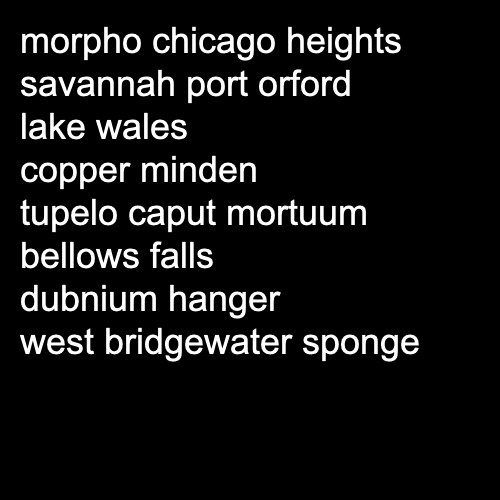 morpho chicago heights
savannah port orford
lake wales
copper minden
tupelo caput mortuum
bellows falls
dubnium hanger
west bridgewater sponge